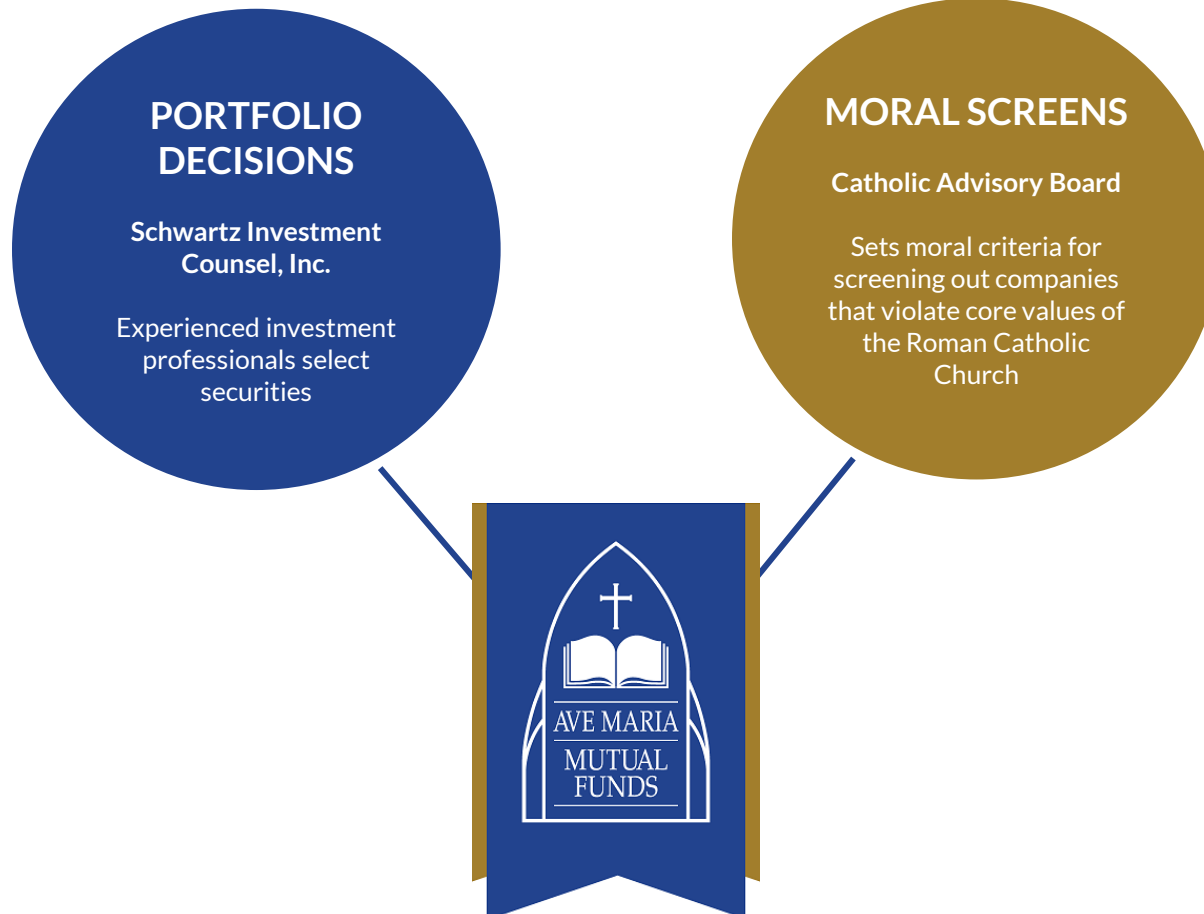 PORTFOLIO
DECISIONS
Schwartz Investment
Counsel, Inc.
Experienced investment
professionals select
securities
MORAL SCREENS
Catholic Advisory Board
Sets moral criteria for
screening out companies
that violate core values of
the Roman Catholic
Church
AVE MARIA
MUTUAL
FUNDS